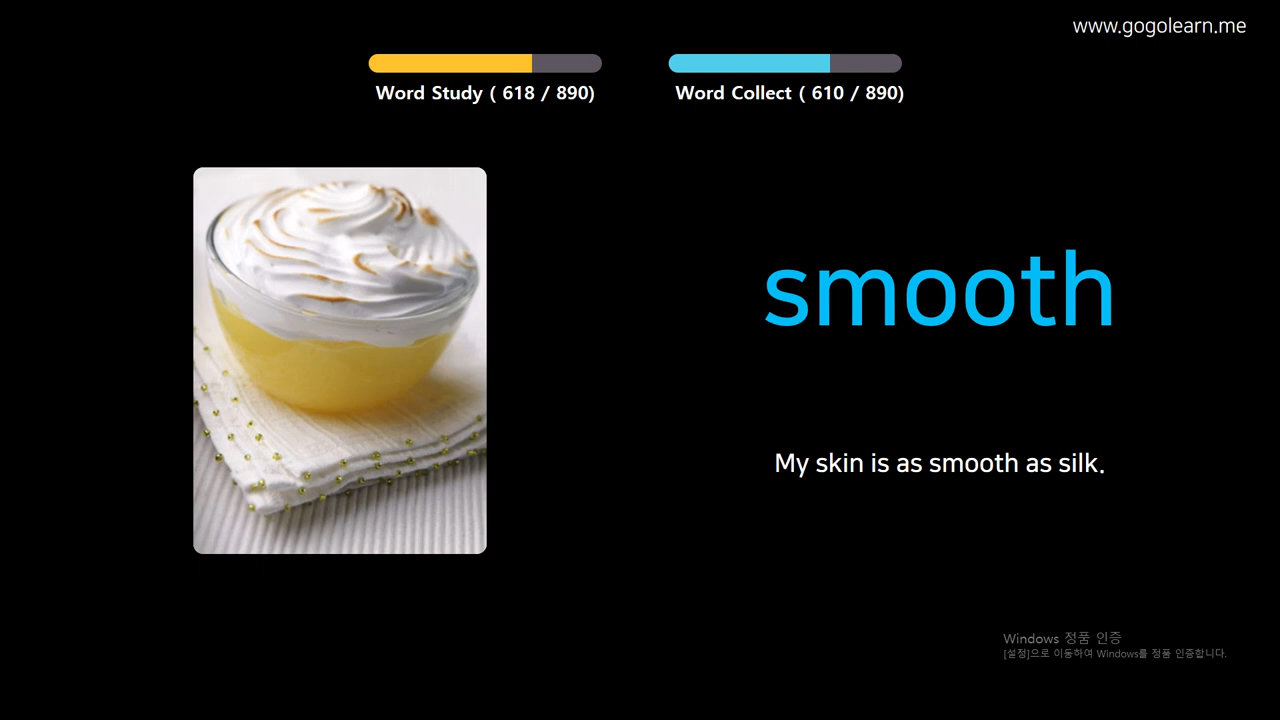 www.gogolearn.me
Word Study ( 618 / 890)
Word Collect ( 610 / 890)
smooth
My skin is as smooth as silk.
Windows 정품 인증
[설정]으로 이동하여 Windows를 정품 인증합니다.